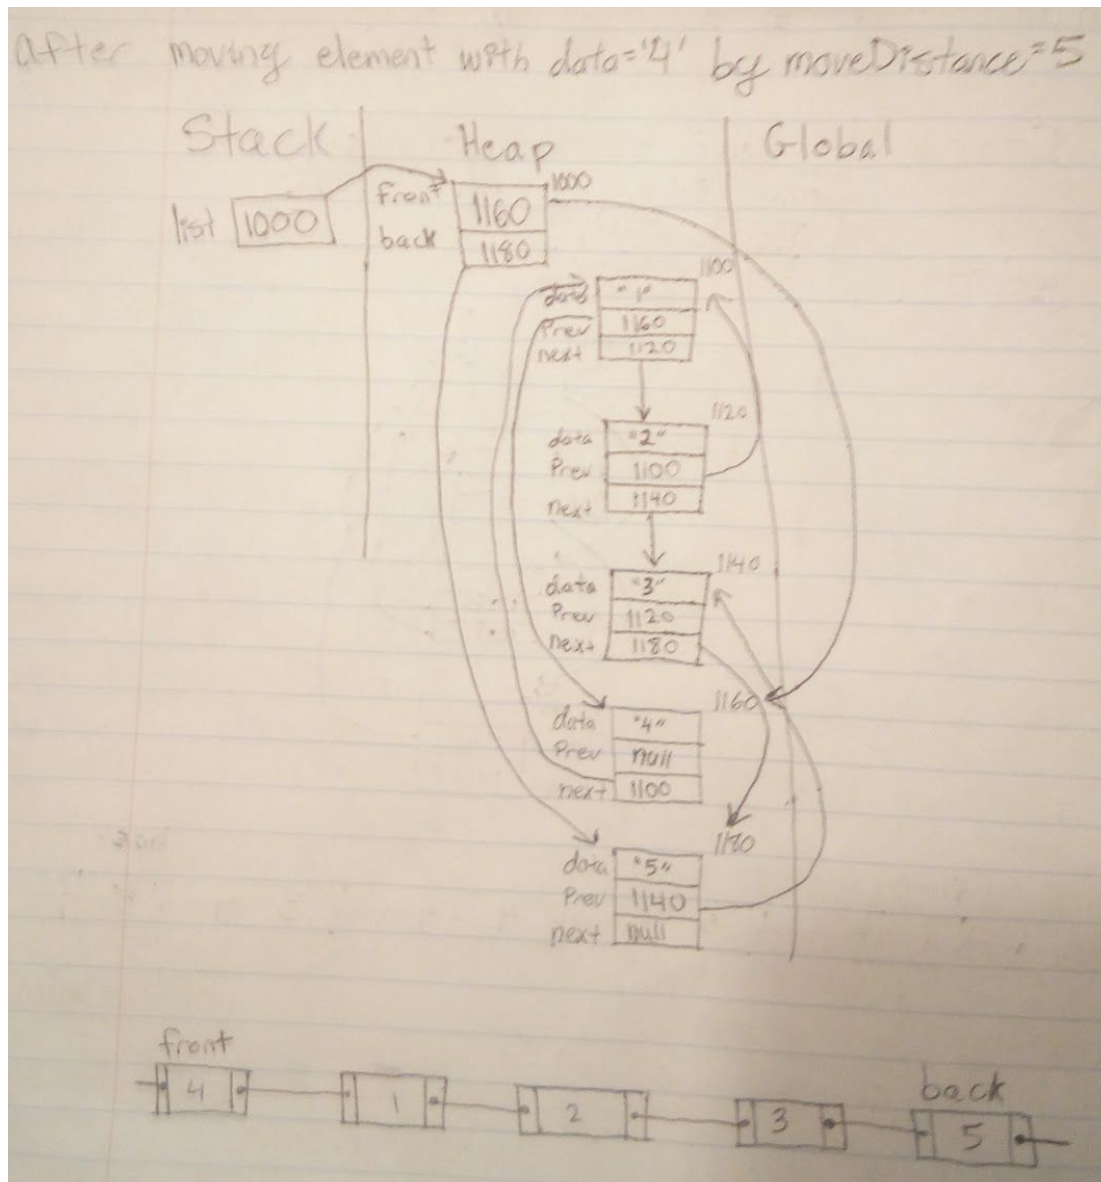 after moving element with data='4' by moveDistance=5
Stack Heap Global
1000
list 1000
front 1160
back 1180
1100
data "1"
Prev 1160
next 1120
1120
data "2"
Prev 1100
next 1140
1140
data "3"
Prev 1120
next 1180
1160
data "4"
Prev null
next 1100
1180
data "5"
Prev 1140
next null
front
back
4 1 2 3 5